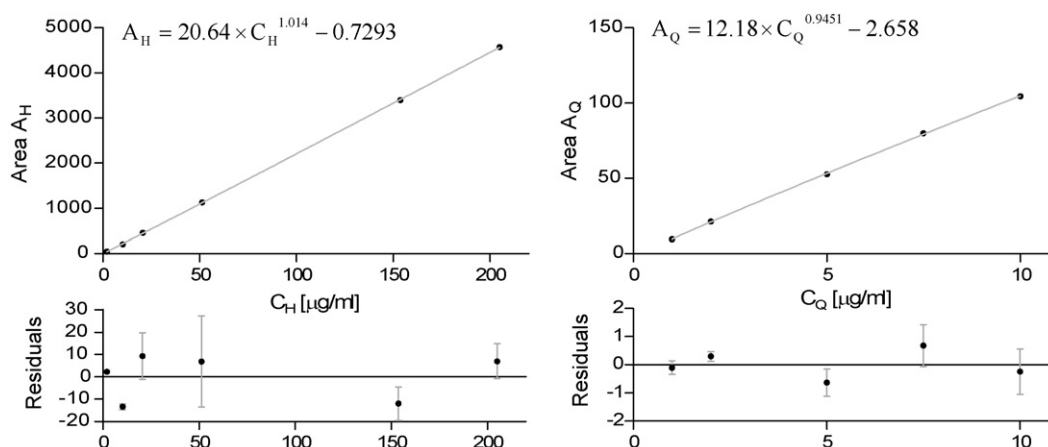 A_H = 20.64 × C_H^1.014 − 0.7293
5000
4000
3000
2000
1000
0
Area A_H
0 50 100 150 200
C_H [µg/ml]
30
20
10
0
-10
-20
Residuals
0 50 100 150 200
A_Q = 12.18 × C_Q^0.9451 − 2.658
150
100
50
0
Area A_Q
0 5 10
C_Q [µg/ml]
2
1
0
-1
-2
Residuals
0 5 10